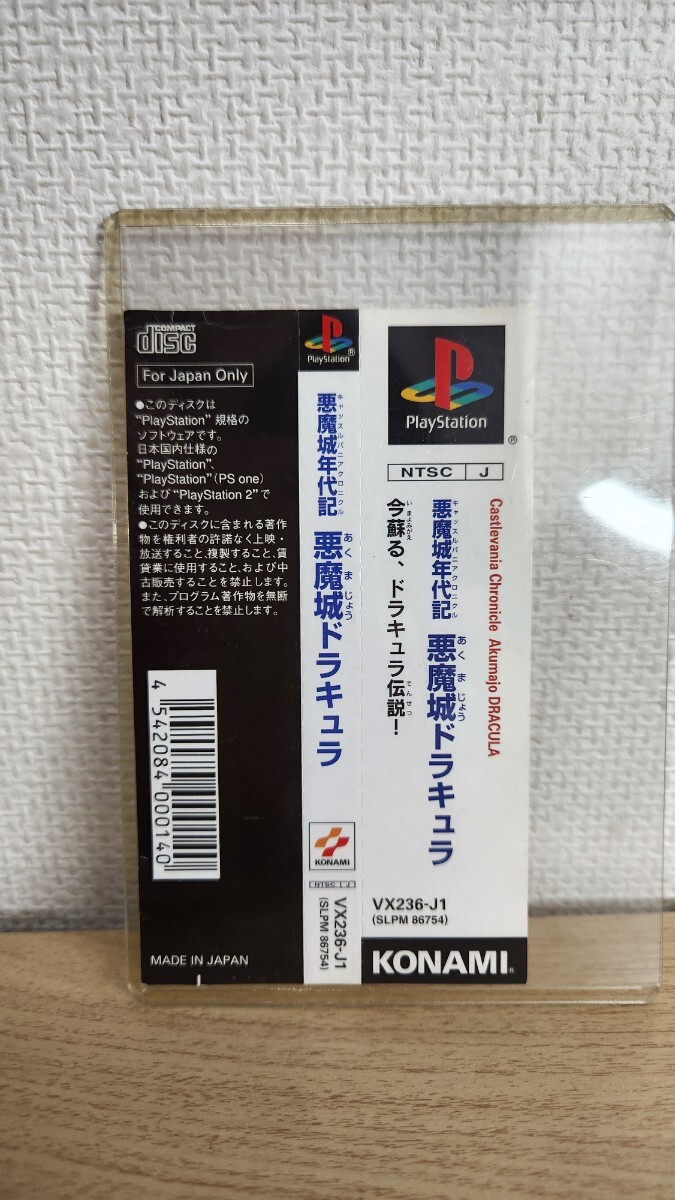 COMPACT
disc
For Japan Only
●このディスクは
“PlayStation” 規格の
ソフトウェアです。
日本国内仕様の
“PlayStation”、
“PlayStation”(PS one)
および“PlayStation 2”で
使用できます。
●このディスクに含まれる著作
物を権利者の許諾なく上映・
放送すること、複製すること、賃
貸業に使用すること、および中
古販売することを禁止します。
また、プログラム著作物を無断
で解析することを禁止します。
4 542084 000140
MADE IN JAPAN
PlayStation®
キャッスルバニアクロニクル
悪魔城年代記
あくまじょう
悪魔城ドラキュラ
KONAMI
NTSC J
VX236-J1
(SLPM 86754)
PlayStation
®
NTSC J
Castlevania Chronicle Akumajo DRACULA
キャッスルバニアクロニクル
悪魔城年代記
あくまじょう
悪魔城ドラキュラ
いまよみがえ
でんせつ
今蘇る、ドラキュラ伝説!
VX236-J1
(SLPM 86754)
KONAMI®